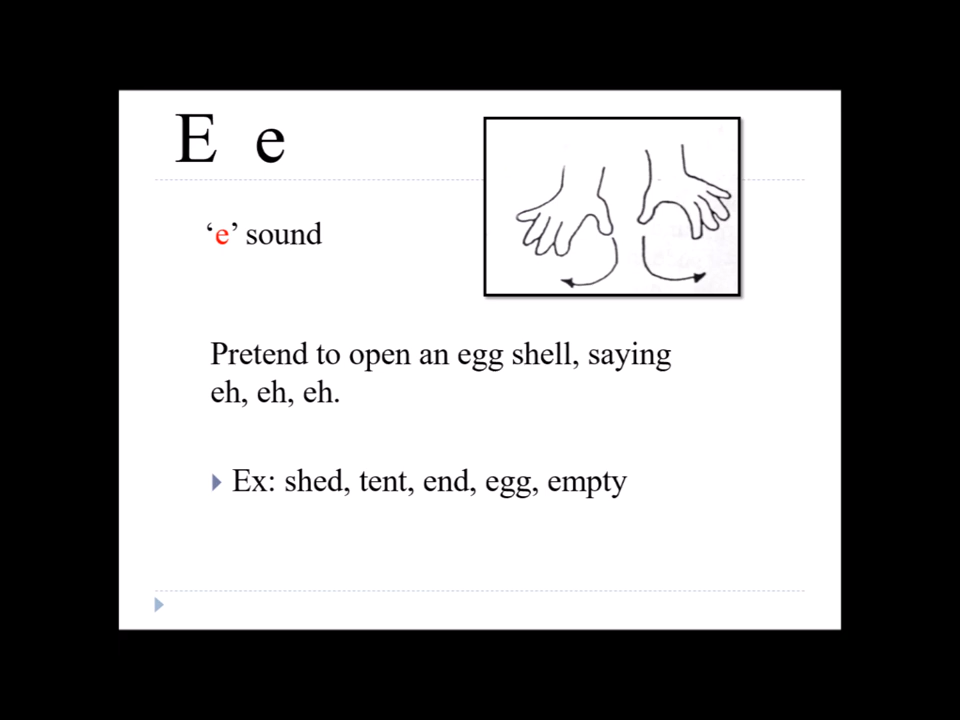 E e
‘e’ sound
Pretend to open an egg shell, saying
eh, eh, eh.
Ex: shed, tent, end, egg, empty